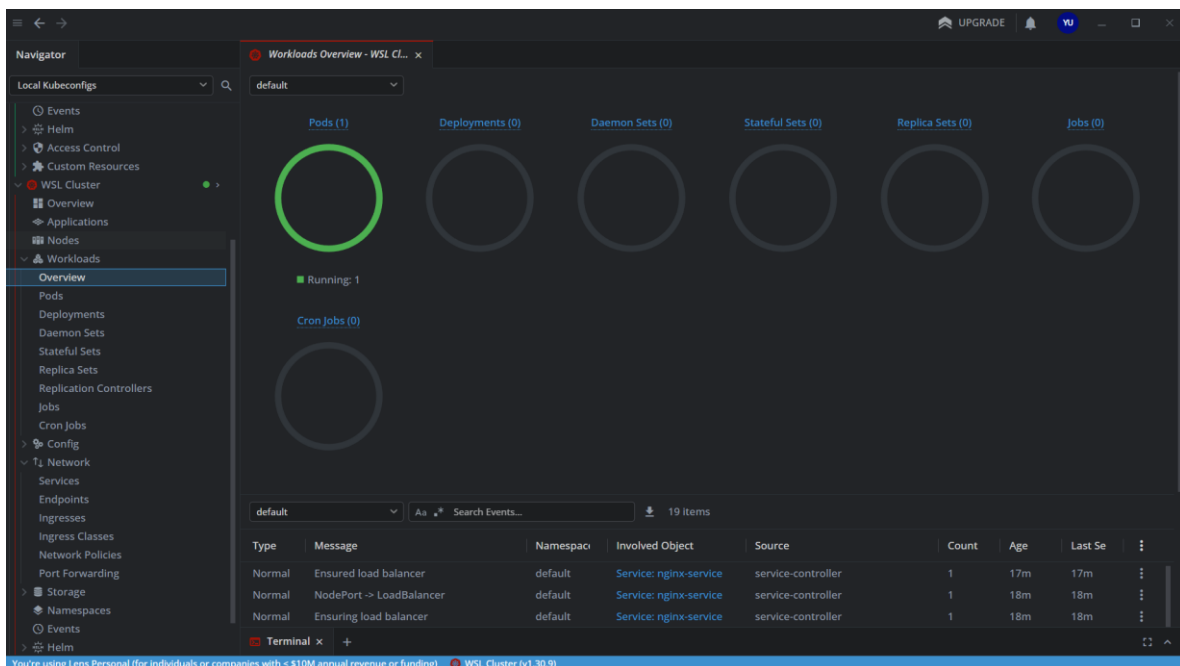 UPGRADE
YU
Navigator
Workloads Overview - WSL Cl...
Local Kubeconfigs
default
Events
Helm
Access Control
Custom Resources
WSL Cluster
Overview
Applications
Nodes
Workloads
Overview
Pods
Deployments
Daemon Sets
Stateful Sets
Replica Sets
Replication Controllers
Jobs
Cron Jobs
Config
Network
Services
Endpoints
Ingresses
Ingress Classes
Network Policies
Port Forwarding
Storage
Namespaces
Events
Helm
Pods (1) Deployments (0) Daemon Sets (0) Stateful Sets (0) Replica Sets (0) Jobs (0)
Running: 1
Cron Jobs (0)
default Aa .* Search Events... 19 items
Type Message Namespac Involved Object Source Count Age Last Se
Normal Ensured load balancer default Service: nginx-service service-controller 1 17m 17m
Normal NodePort -> LoadBalancer default Service: nginx-service service-controller 1 18m 18m
Normal Ensuring load balancer default Service: nginx-service service-controller 1 18m 18m
Terminal
You're using Lens Personal (for individuals or companies with < $10M annual revenue or funding) WSL Cluster (v1.30.9)